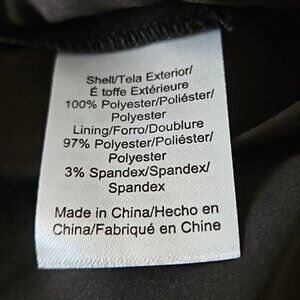 Shell/Tela Exterior/
É toffe Extérieure
100% Polyester/Poliéster/
Polyester
Lining/Forro/Doublure
97% Polyester/Poliéster/
Polyester
3% Spandex/Spandex/
Spandex
Made in China/Hecho en
China/Fabriqué en Chine